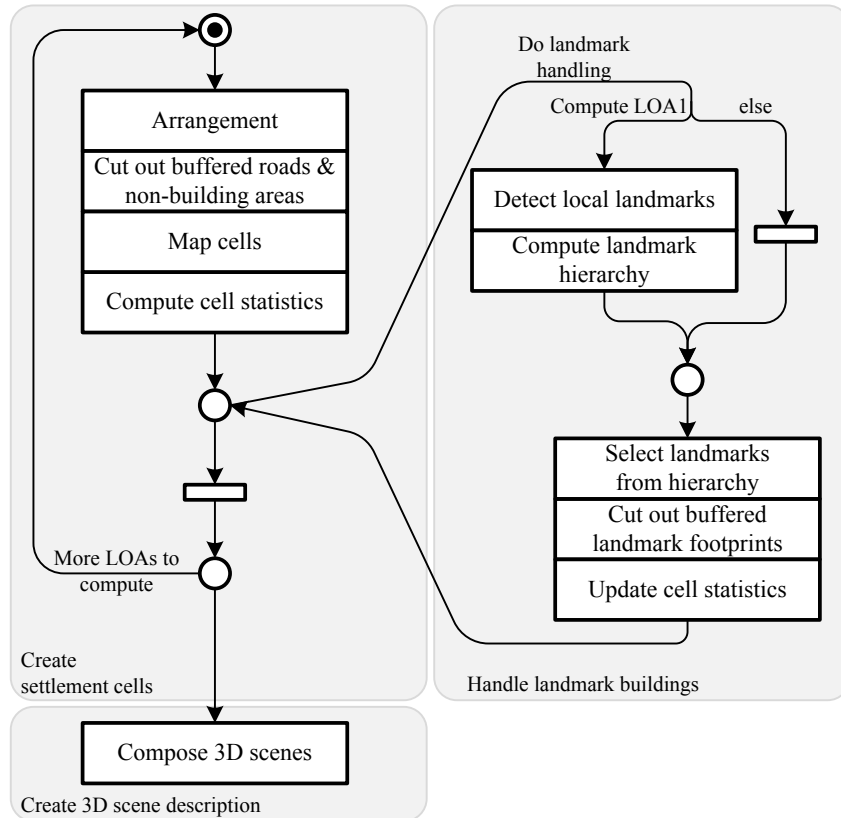 Arrangement
Cut out buffered roads &
non-building areas
Map cells
Compute cell statistics
More LOAs to
compute
Create
settlement cells
Do landmark
handling
Compute LOA1
else
Detect local landmarks
Compute landmark
hierarchy
Select landmarks
from hierarchy
Cut out buffered
landmark footprints
Update cell statistics
Handle landmark buildings
Compose 3D scenes
Create 3D scene description